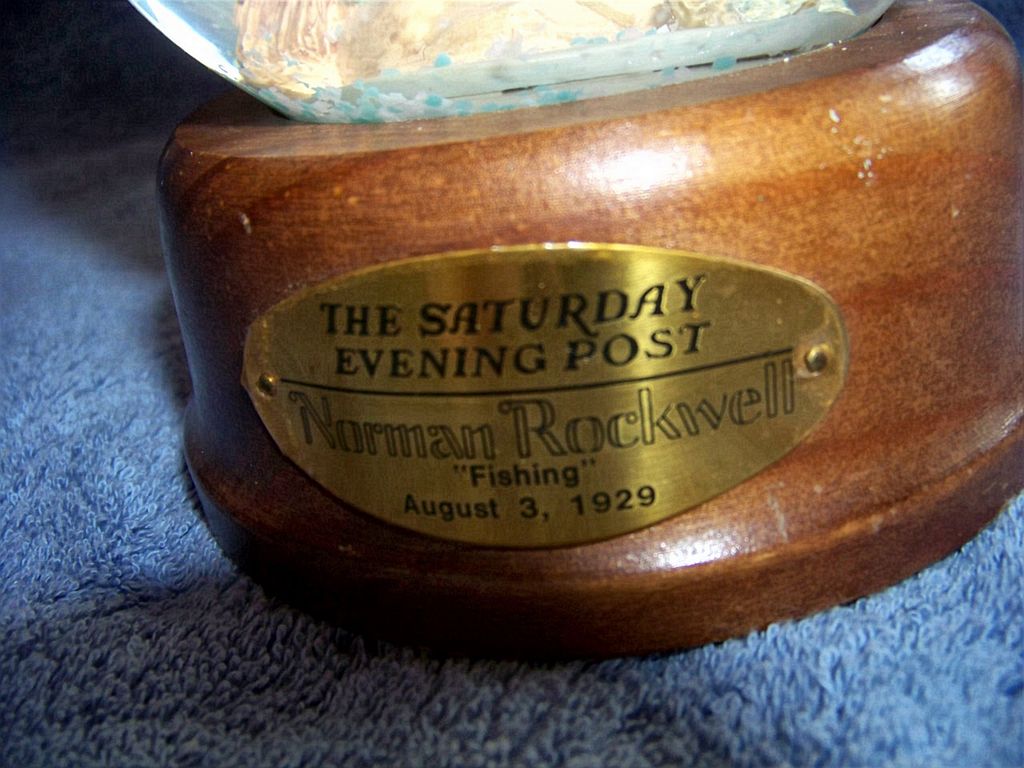 THE SATURDAY
EVENING POST
Norman Rockwell
"Fishing"
August 3, 1929